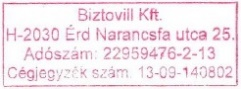 Biztovill Kft.
H-2030 Érd Narancsfa utca 25.
Adószám: 22959476-2-13
Cégjegyzék szám: 13-09-140802